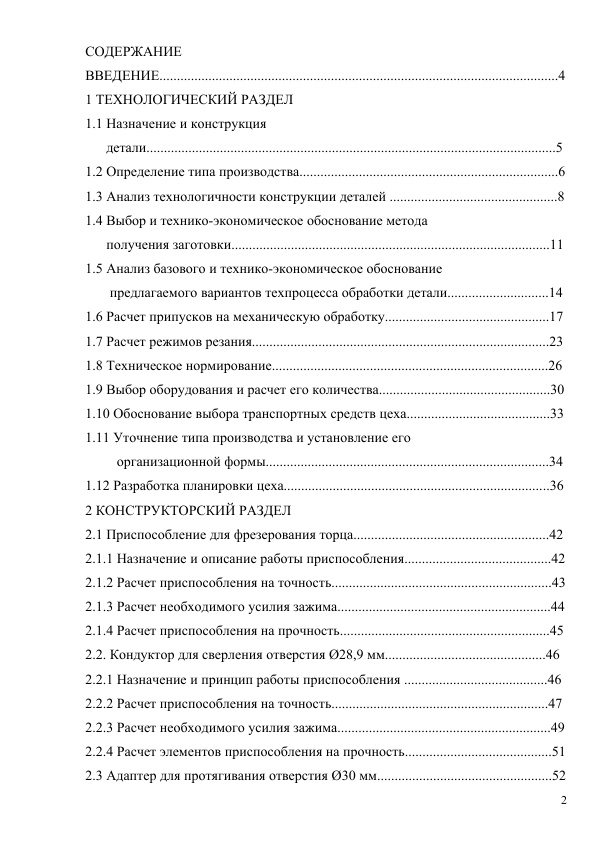 СОДЕРЖАНИЕ
ВВЕДЕНИЕ..................................................................................................................4
1 ТЕХНОЛОГИЧЕСКИЙ РАЗДЕЛ
1.1 Назначение и конструкция
детали.....................................................................................................................5
1.2 Определение типа производства..........................................................................6
1.3 Анализ технологичности конструкции деталей ................................................8
1.4 Выбор и технико-экономическое обоснование метода
получения заготовки...........................................................................................11
1.5 Анализ базового и технико-экономическое обоснование
предлагаемого вариантов техпроцесса обработки детали.............................14
1.6 Расчет припусков на механическую обработку...............................................17
1.7 Расчет режимов резания.....................................................................................23
1.8 Техническое нормирование...............................................................................26
1.9 Выбор оборудования и расчет его количества.................................................30
1.10 Обоснование выбора транспортных средств цеха.........................................33
1.11 Уточнение типа производства и установление его
организационной формы.................................................................................34
1.12 Разработка планировки цеха............................................................................36
2 КОНСТРУКТОРСКИЙ РАЗДЕЛ
2.1 Приспособление для фрезерования торца........................................................42
2.1.1 Назначение и описание работы приспособления..........................................42
2.1.2 Расчет приспособления на точность...............................................................43
2.1.3 Расчет необходимого усилия зажима.............................................................44
2.1.4 Расчет приспособления на прочность............................................................45
2.2. Кондуктор для сверления отверстия Ø28,9 мм..............................................46
2.2.1 Назначение и принцип работы приспособления .........................................46
2.2.2 Расчет приспособления на точность..............................................................47
2.2.3 Расчет необходимого усилия зажима.............................................................49
2.2.4 Расчет элементов приспособления на прочность..........................................51
2.3 Адаптер для протягивания отверстия Ø30 мм..................................................52
2